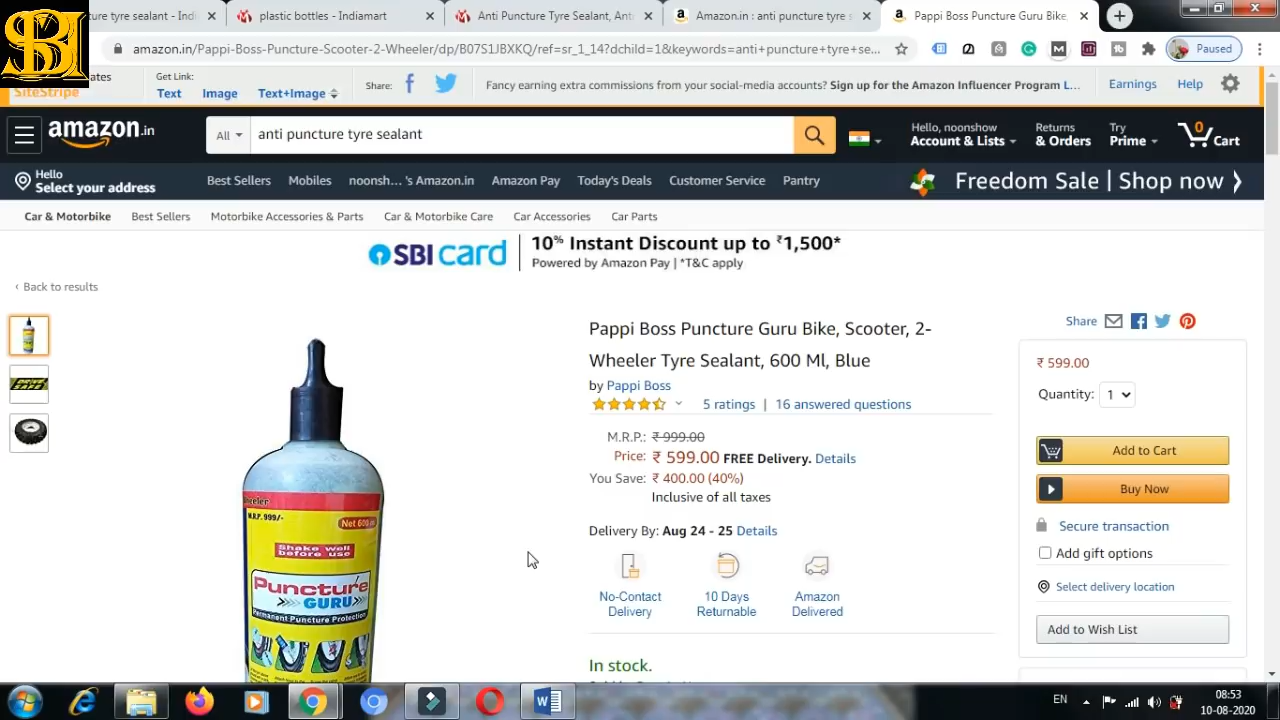 ture tyre sealant - Indi
plastic bottles - Indiamart
Anti Puncture Tyre Sealant, Ant
Amazon.in : anti puncture tyre s
Pappi Boss Puncture Guru Bike,
SBI
amazon.in/Pappi-Boss-Puncture-Scooter-2-Wheeler/dp/B07S1JBXKQ/ref=sr_1_14?dchild=1&keywords=anti+puncture+tyre+se...
Paused
ates
SiteStripe
Get Link:
Text Image Text+Image
Share:
Fancy earning extra commissions from your social-media accounts? Sign up for the Amazon Influencer Program L...
Earnings Help
amazon.in
All
anti puncture tyre sealant
Hello, noonshow
Account & Lists
Returns
& Orders
Try
Prime
0
Cart
Hello
Select your address
Best Sellers Mobiles noonsh... 's Amazon.in Amazon Pay Today's Deals Customer Service Pantry
Freedom Sale | Shop now
Car & Motorbike Best Sellers Motorbike Accessories & Parts Car & Motorbike Care Car Accessories Car Parts
SBI card
10% Instant Discount up to ₹1,500*
Powered by Amazon Pay | *T&C apply
‹ Back to results
Pappi Boss Puncture Guru Bike, Scooter, 2-
Wheeler Tyre Sealant, 600 Ml, Blue
by Pappi Boss
5 ratings | 16 answered questions
M.R.P.: ₹ 999.00
Price: ₹ 599.00 FREE Delivery. Details
You Save: ₹ 400.00 (40%)
Inclusive of all taxes
Delivery By: Aug 24 - 25 Details
No-Contact
Delivery
10 Days
Returnable
Amazon
Delivered
In stock.
Share
₹ 599.00
Quantity: 1
Add to Cart
Buy Now
Secure transaction
Add gift options
Select delivery location
Add to Wish List
heeler
M.R.P. 999/-
Net 600 ml
Shake well
before use
Puncture
GURU
Permanent Puncture Protection
DRIVE
SAFE
EN
08:53
10-08-2020